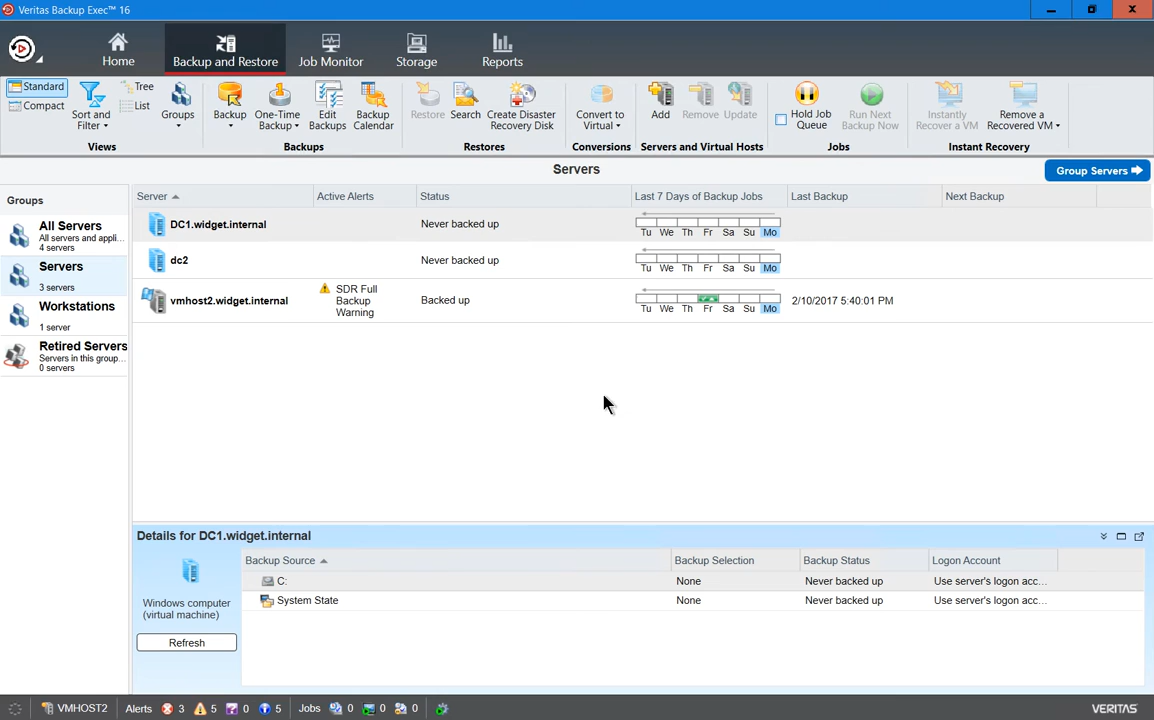 Veritas Backup Exec™ 16
Home
Backup and Restore
Job Monitor
Storage
Reports
Standard
Compact
Sort and Filter
Tree
List
Groups
Views
Backup
One-Time Backup
Edit Backups
Backup Calendar
Backups
Restore
Search
Create Disaster Recovery Disk
Restores
Convert to Virtual
Conversions
Add
Remove
Update
Servers and Virtual Hosts
Hold Job Queue
Run Next Backup Now
Jobs
Instantly Recover a VM
Remove a Recovered VM
Instant Recovery
Servers
Group Servers
Groups
All Servers
All servers and appli...
4 servers
Servers
3 servers
Workstations
1 server
Retired Servers
Servers in this group...
0 servers
Server Active Alerts Status Last 7 Days of Backup Jobs Last Backup Next Backup
DC1.widget.internal Never backed up
Tu We Th Fr Sa Su Mo
dc2 Never backed up
Tu We Th Fr Sa Su Mo
vmhost2.widget.internal SDR Full Backup Warning Backed up 2/10/2017 5:40:01 PM
Tu We Th Fr Sa Su Mo
Details for DC1.widget.internal
Windows computer
(virtual machine)
Refresh
Backup Source Backup Selection Backup Status Logon Account
C: None Never backed up Use server's logon acc...
System State None Never backed up Use server's logon acc...
VMHOST2 Alerts 3 5 0 5 Jobs 0 0 0
VERITAS